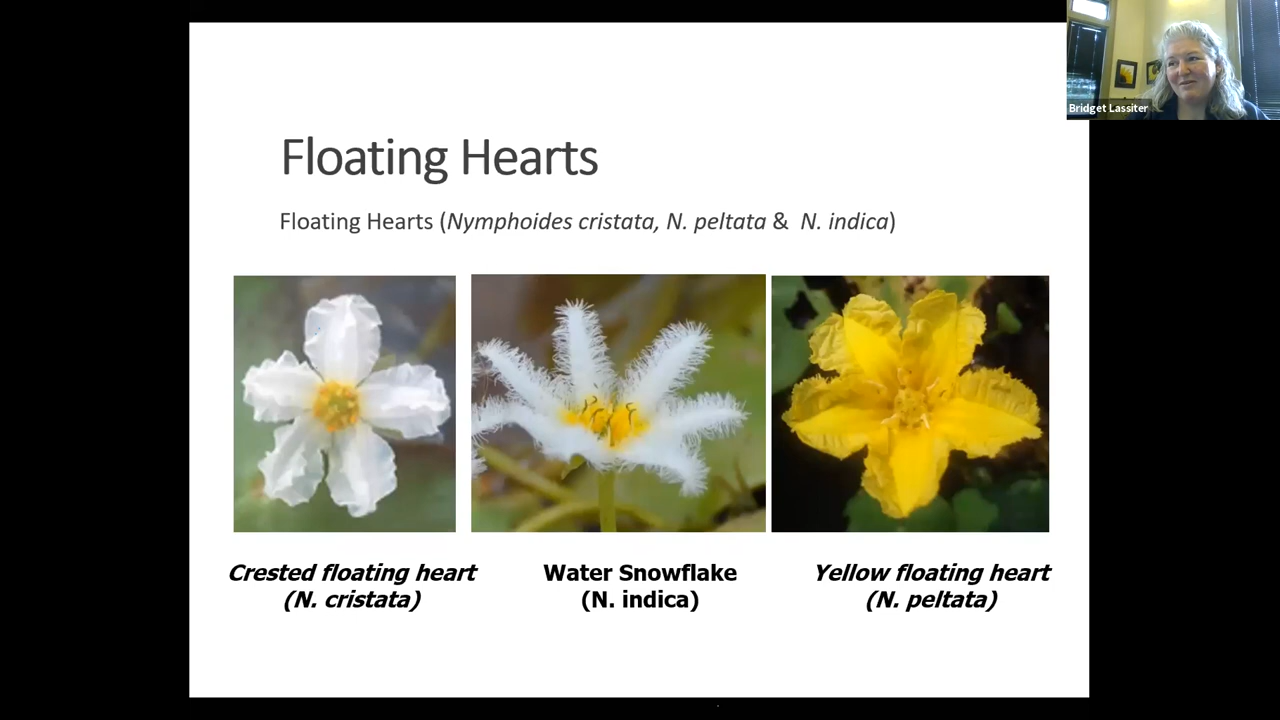 Bridget Lassiter
Floating Hearts
Floating Hearts (Nymphoides cristata, N. peltata & N. indica)
Crested floating heart
(N. cristata)
Water Snowflake
(N. indica)
Yellow floating heart
(N. peltata)